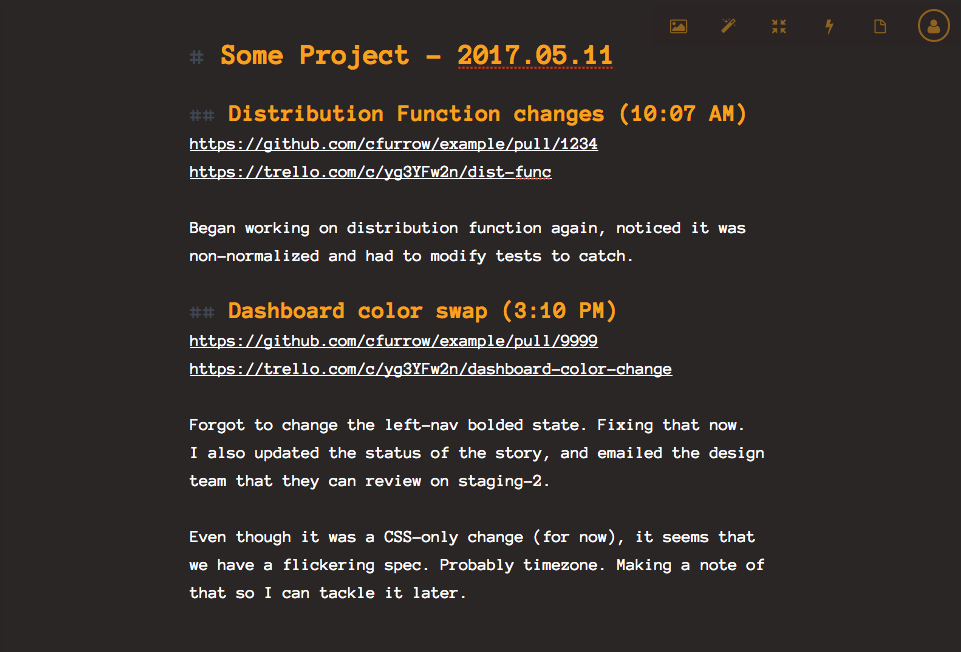 # Some Project - 2017.05.11
## Distribution Function changes (10:07 AM)
https://github.com/cfurrow/example/pull/1234
https://trello.com/c/yg3YFw2n/dist-func
Began working on distribution function again, noticed it was
non-normalized and had to modify tests to catch.
## Dashboard color swap (3:10 PM)
https://github.com/cfurrow/example/pull/9999
https://trello.com/c/yg3YFw2n/dashboard-color-change
Forgot to change the left-nav bolded state. Fixing that now.
I also updated the status of the story, and emailed the design
team that they can review on staging-2.
Even though it was a CSS-only change (for now), it seems that
we have a flickering spec. Probably timezone. Making a note of
that so I can tackle it later.